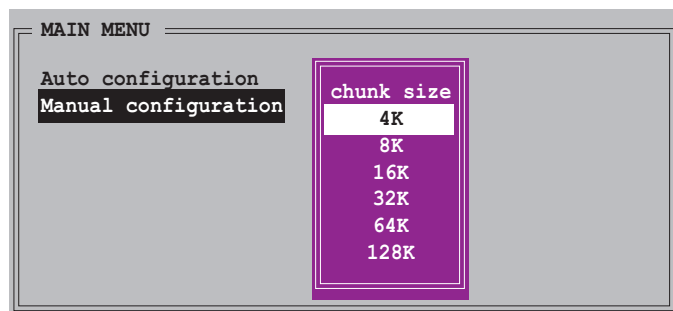 MAIN MENU
Auto configuration
Manual configuration
chunk size
4K
8K
16K
32K
64K
128K